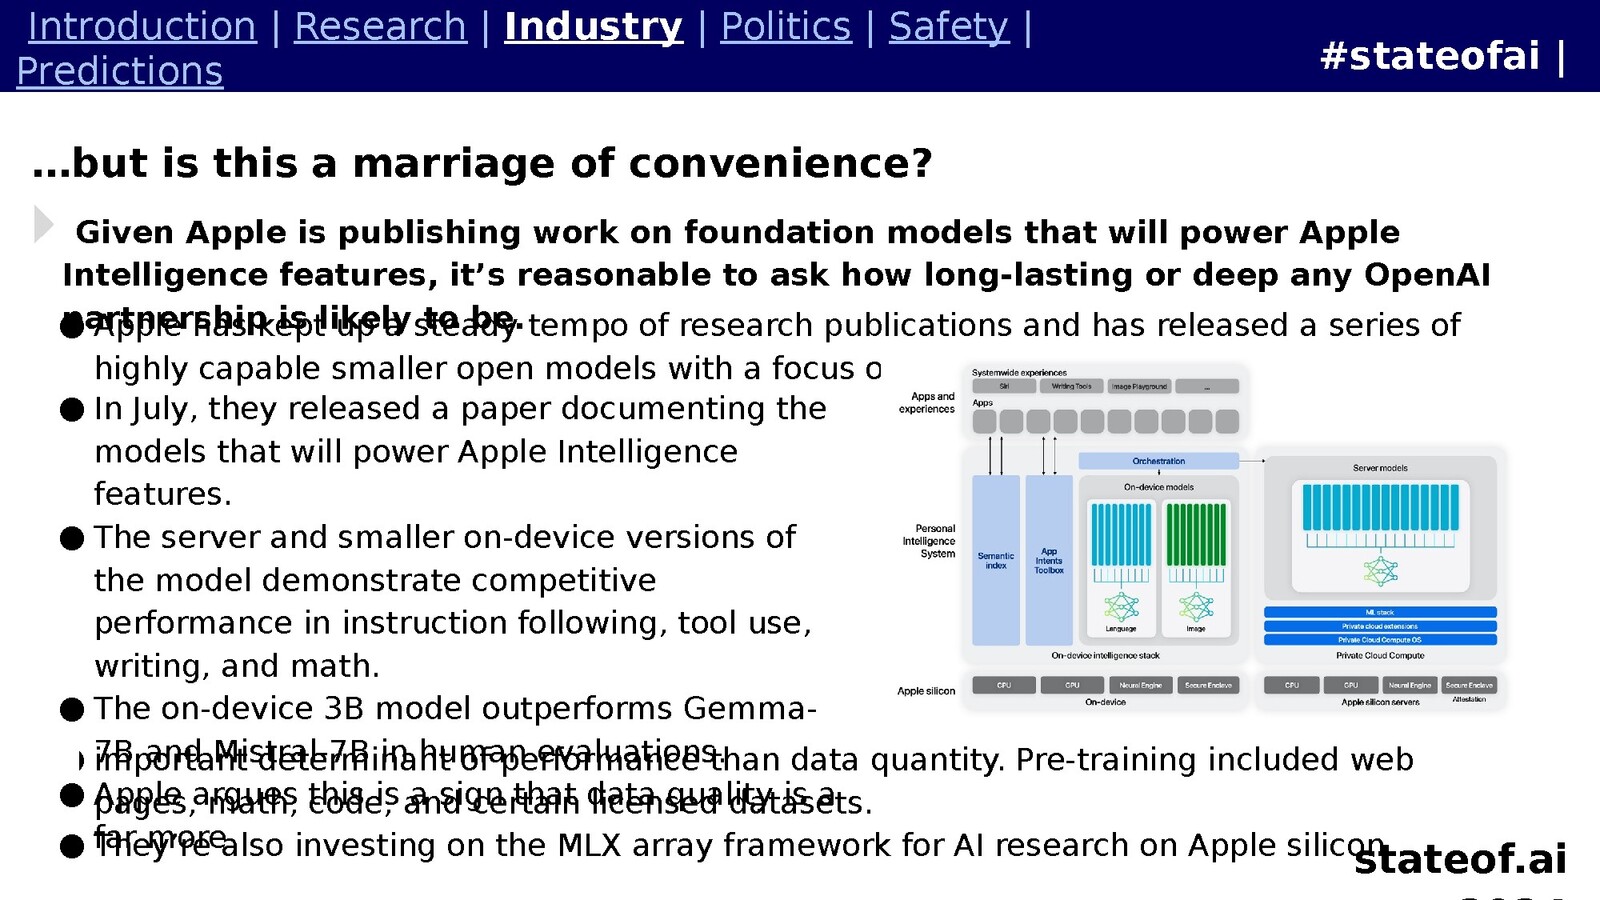 Introduction | Research | Industry | Politics | Safety |
Predictions
#stateofai |
…but is this a marriage of convenience?
Given Apple is publishing work on foundation models that will power Apple
Intelligence features, it’s reasonable to ask how long-lasting or deep any OpenAI
partnership is likely to be.
● Apple has kept up a steady tempo of research publications and has released a series of
highly capable smaller open models with a focus o
● In July, they released a paper documenting the
models that will power Apple Intelligence
features.
● The server and smaller on-device versions of
the model demonstrate competitive
performance in instruction following, tool use,
writing, and math.
● The on-device 3B model outperforms Gemma-
7B and Mistral-7B in human evaluations.
● Apple argues this is a sign that data quality is a
far more
important determinant of performance than data quantity. Pre-training included web
pages, math, code, and certain licensed datasets.
● They’re also investing on the MLX array framework for AI research on Apple silicon
Apps and
experiences
Systemwide experiences
Siri
Writing Tools
Image Playground
...
Apps
Personal
Intelligence
System
Semantic
index
App
Intents
Toolbox
Orchestration
On-device models
Language
Image
On-device intelligence stack
Server models
ML stack
Private cloud extensions
Private Cloud Compute OS
Private Cloud Compute
Apple silicon
CPU
GPU
Neural Engine
Secure Enclave
On-device
CPU
GPU
Neural Engine
Secure Enclave
Attestation
Apple silicon servers
stateof.ai